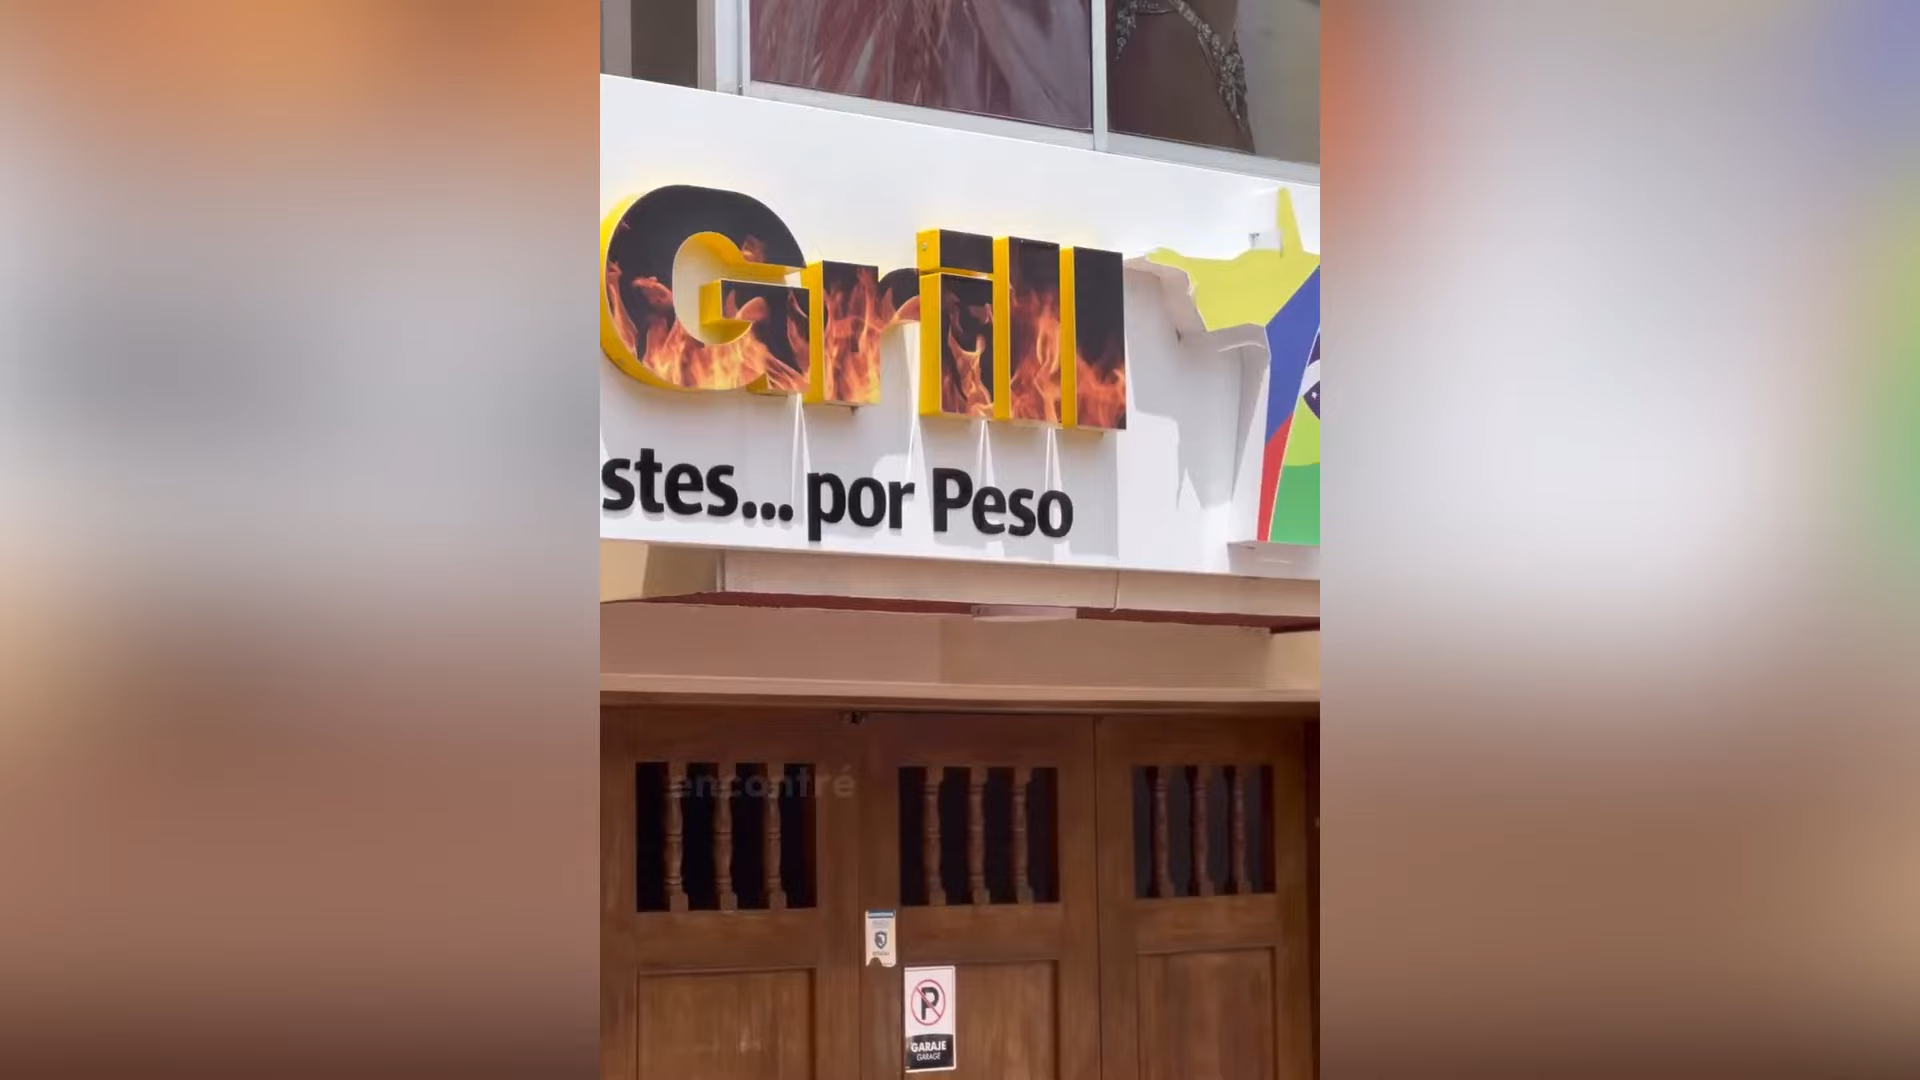 Grill
stes... por Peso
encontré
P
GARAJE
GARAGE